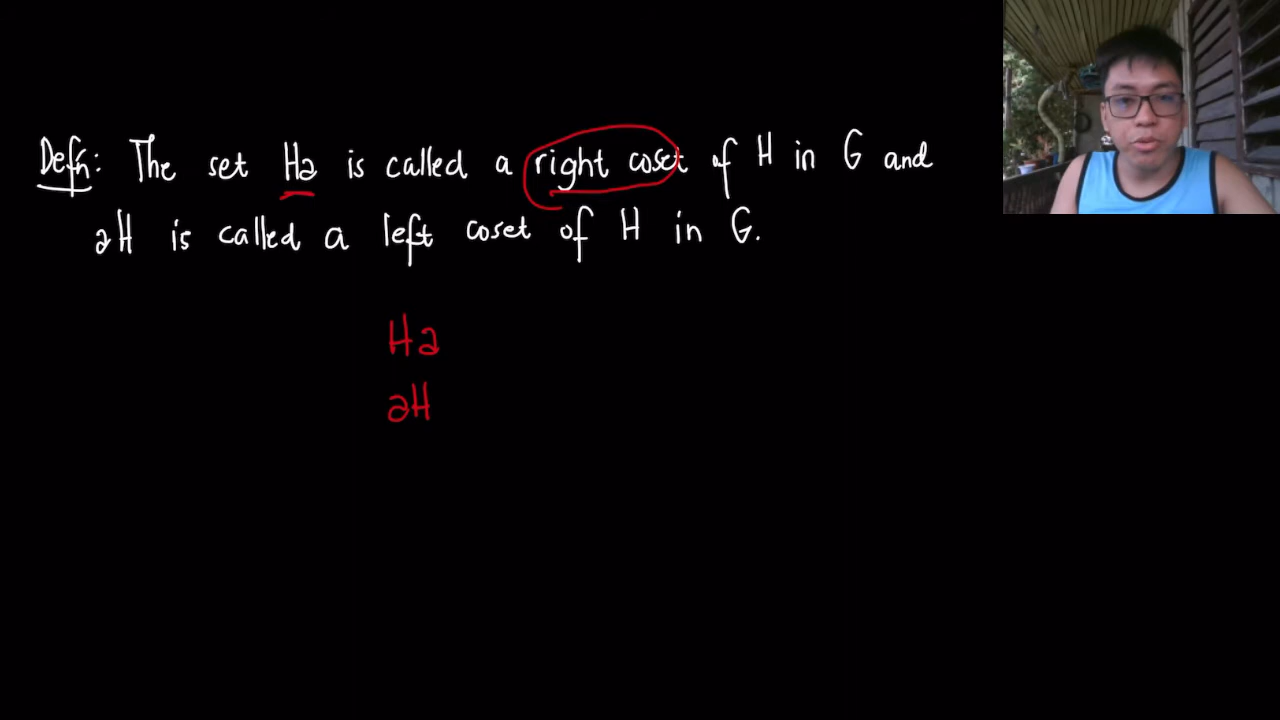 Defn: The set Ha is called a right coset of H in G and
aH is called a left coset of H in G.
Ha
aH